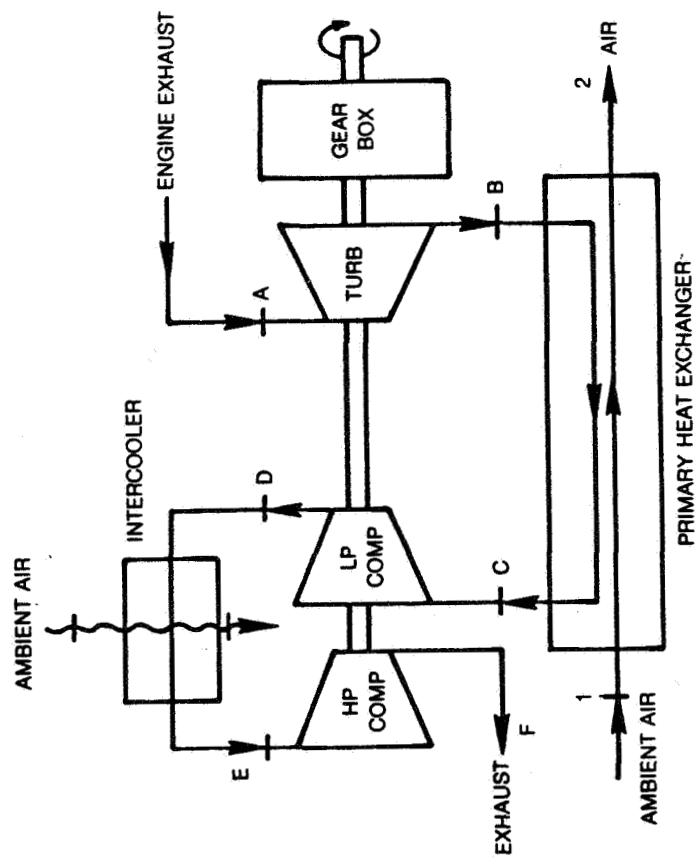 ENGINE EXHAUST
A
TURB
B
GEAR
BOX
AMBIENT AIR
INTERCOOLER
D
LP
COMP
C
E
HP
COMP
EXHAUST
F
1
AMBIENT AIR
2
AIR
PRIMARY HEAT EXCHANGER